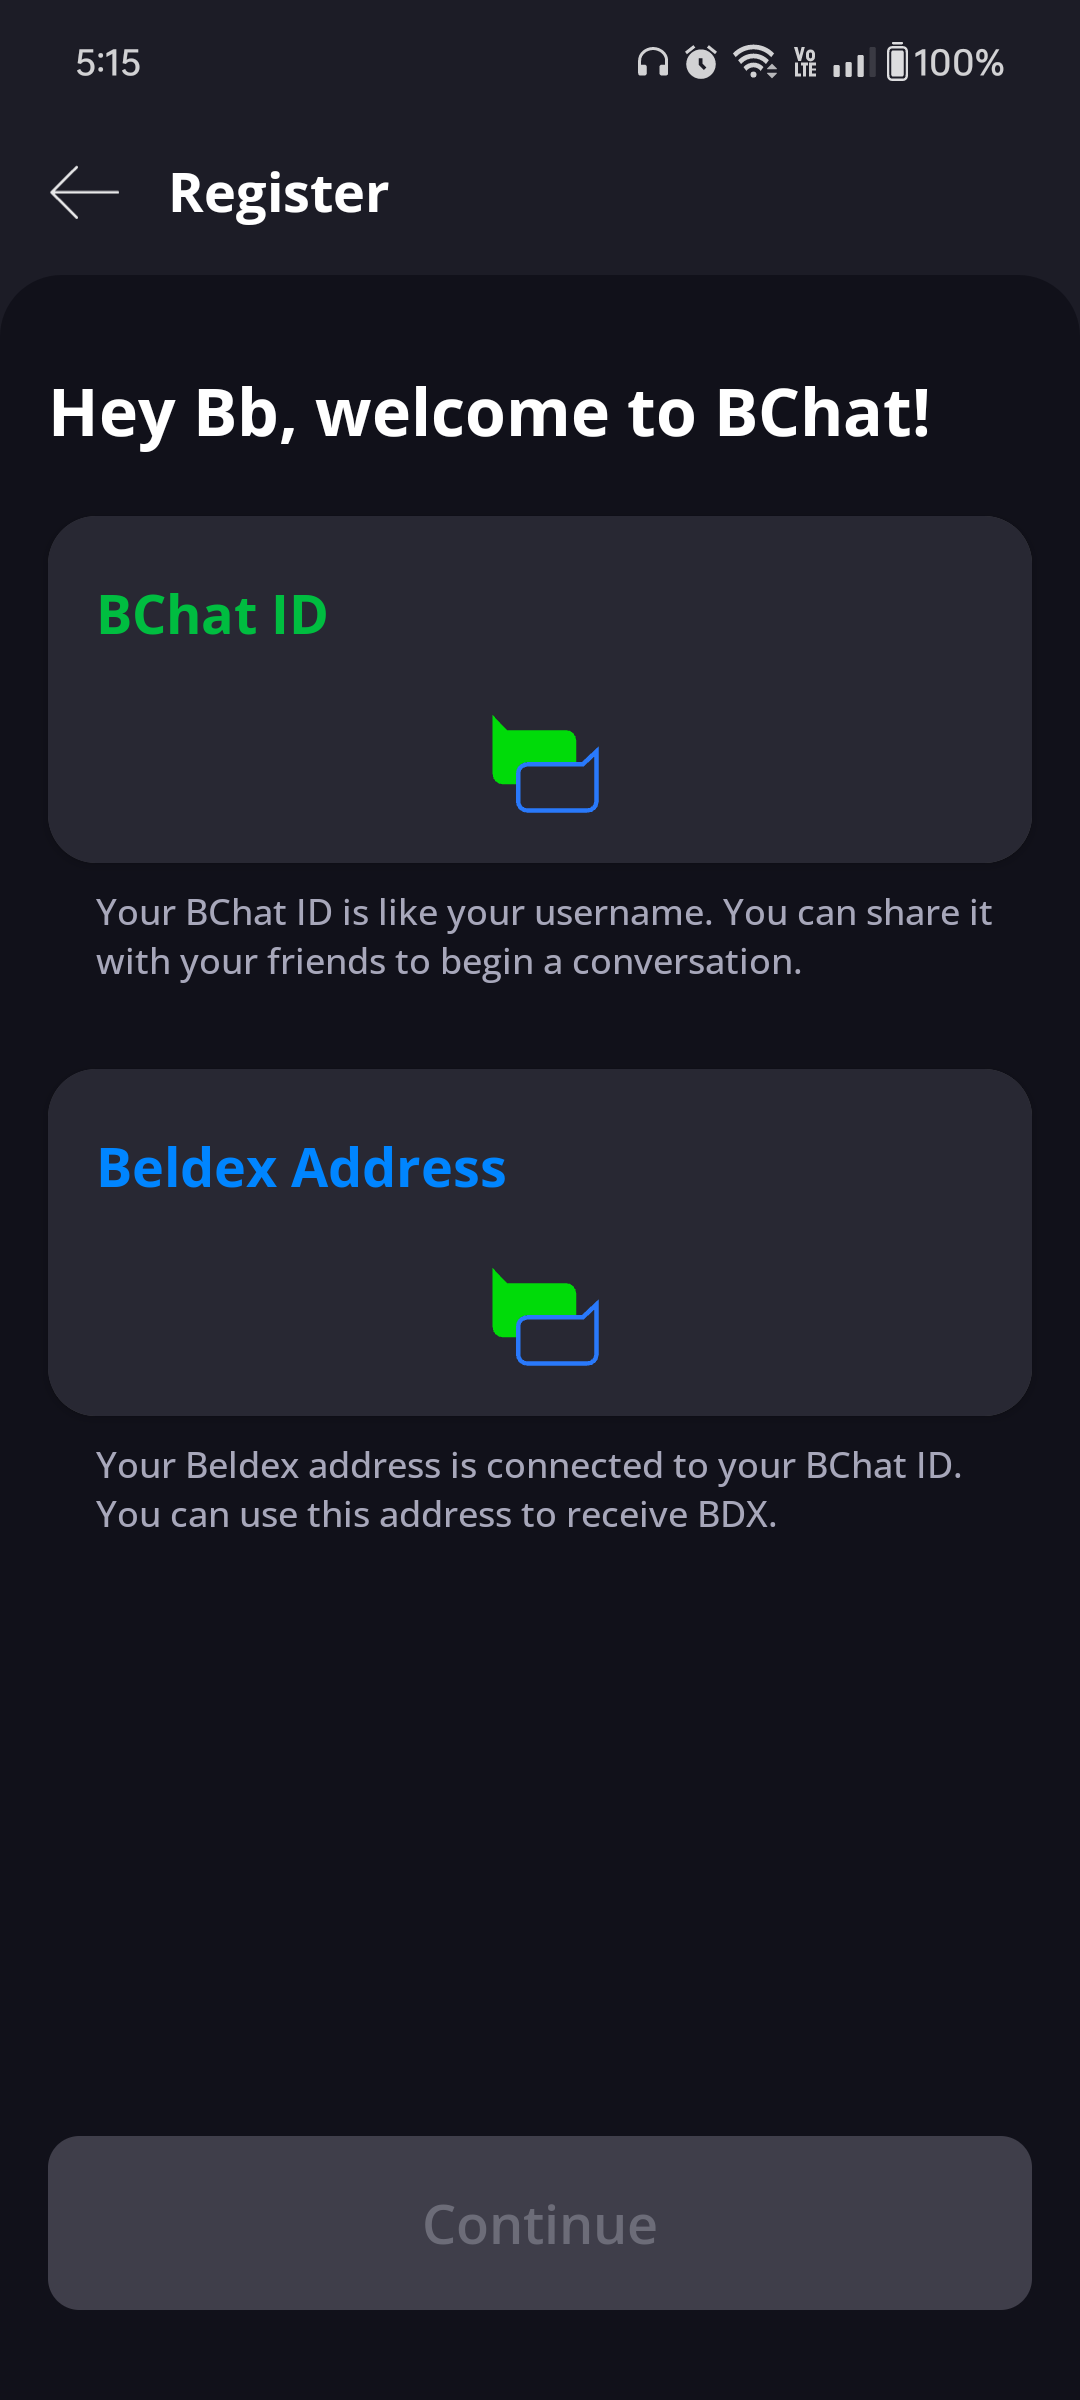 5:15
Vo LTE 100%
Register
Hey Bb, welcome to BChat!
BChat ID
Your BChat ID is like your username. You can share it
with your friends to begin a conversation.
Beldex Address
Your Beldex address is connected to your BChat ID.
You can use this address to receive BDX.
Continue